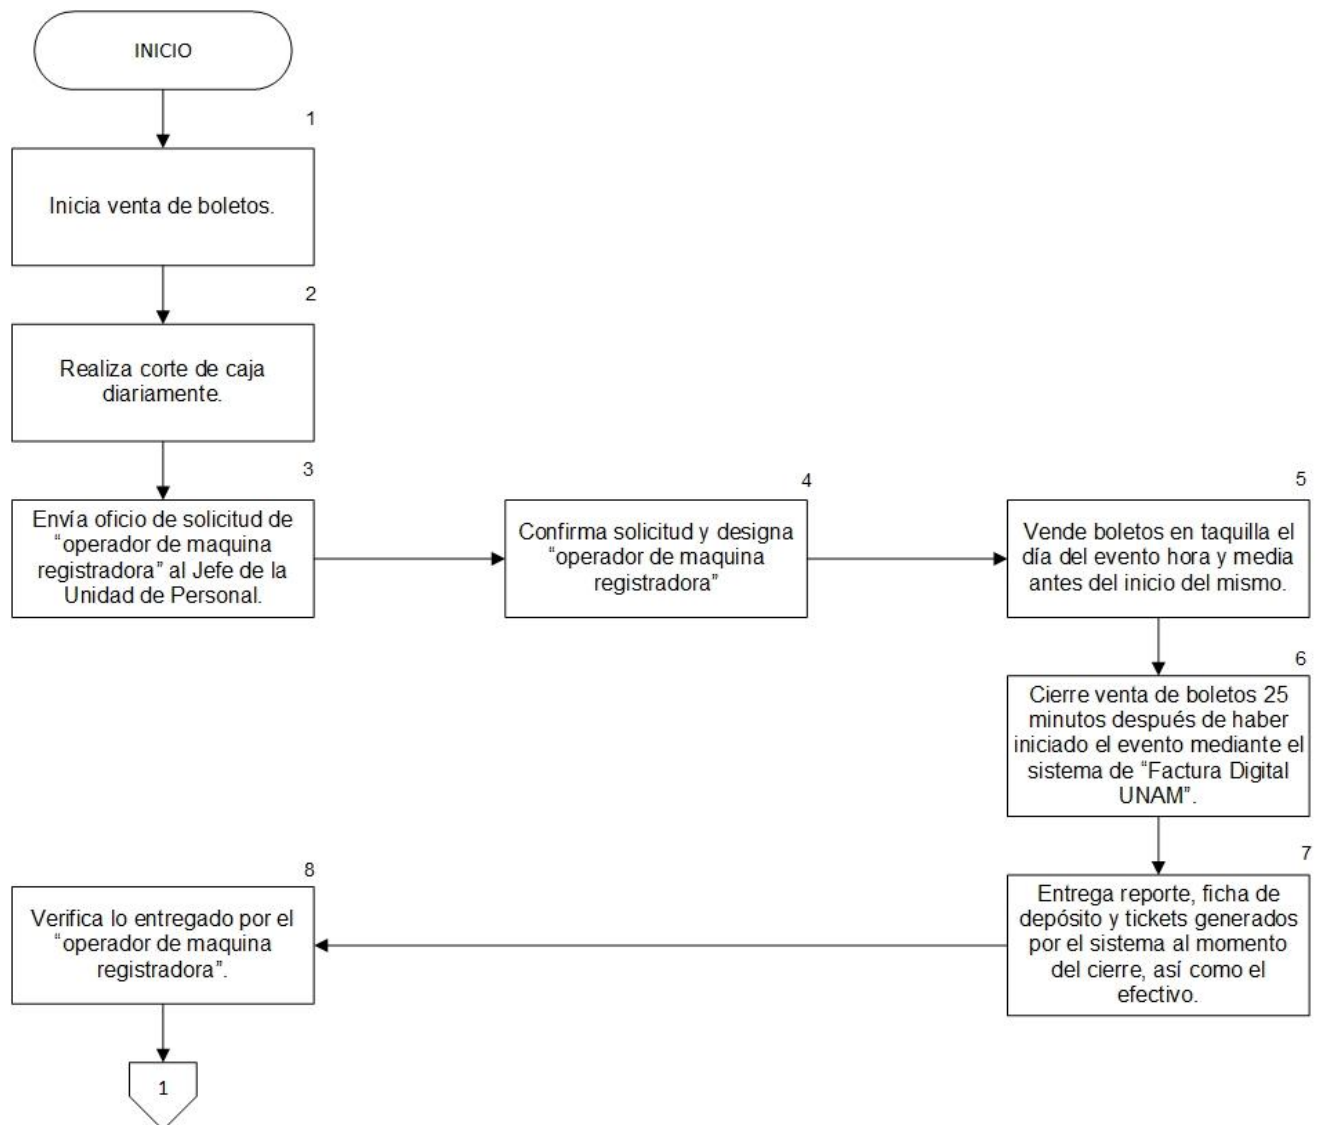 INICIO
1
Inicia venta de boletos.
2
Realiza corte de caja
diariamente.
3
Envía oficio de solicitud de
“operador de maquina
registradora” al Jefe de la
Unidad de Personal.
4
Confirma solicitud y designa
“operador de maquina
registradora”
5
Vende boletos en taquilla el
día del evento hora y media
antes del inicio del mismo.
6
Cierre venta de boletos 25
minutos después de haber
iniciado el evento mediante el
sistema de “Factura Digital
UNAM”.
7
Entrega reporte, ficha de
depósito y tickets generados
por el sistema al momento
del cierre, así como el
efectivo.
8
Verifica lo entregado por el
“operador de maquina
registradora”.
1